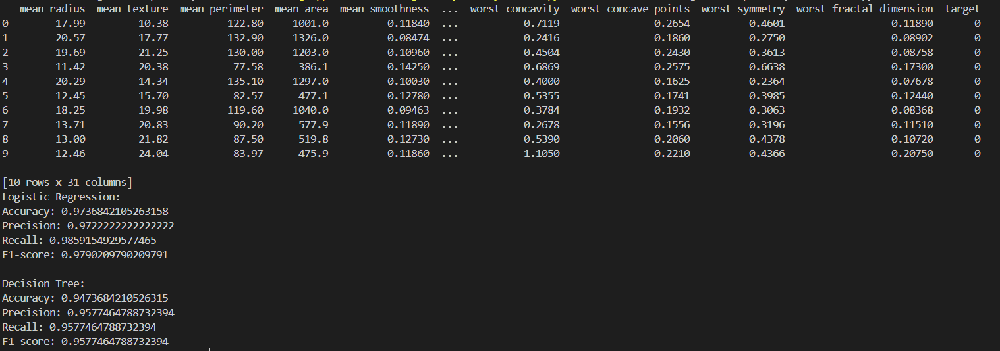 mean radius mean texture mean perimeter mean area mean smoothness ... worst concavity worst concave points worst symmetry worst fractal dimension target
0 17.99 10.38 122.80 1001.0 0.11840 ... 0.7119 0.2654 0.4601 0.11890 0
1 20.57 17.77 132.90 1326.0 0.08474 ... 0.2416 0.1860 0.2750 0.08902 0
2 19.69 21.25 130.00 1203.0 0.10960 ... 0.4504 0.2430 0.3613 0.08758 0
3 11.42 20.38 77.58 386.1 0.14250 ... 0.6869 0.2575 0.6638 0.17300 0
4 20.29 14.34 135.10 1297.0 0.10030 ... 0.4000 0.1625 0.2364 0.07678 0
5 12.45 15.70 82.57 477.1 0.12780 ... 0.5355 0.1741 0.3985 0.12440 0
6 18.25 19.98 119.60 1040.0 0.09463 ... 0.3784 0.1932 0.3063 0.08368 0
7 13.71 20.83 90.20 577.9 0.11890 ... 0.2678 0.1556 0.3196 0.11510 0
8 13.00 21.82 87.50 519.8 0.12730 ... 0.5390 0.2060 0.4378 0.10720 0
9 12.46 24.04 83.97 475.9 0.11860 ... 1.1050 0.2210 0.4366 0.20750 0
[10 rows x 31 columns]
Logistic Regression:
Accuracy: 0.9736842105263158
Precision: 0.9722222222222222
Recall: 0.9859154929577465
F1-score: 0.9790209790209791
Decision Tree:
Accuracy: 0.9473684210526315
Precision: 0.9577464788732394
Recall: 0.9577464788732394
F1-score: 0.9577464788732394